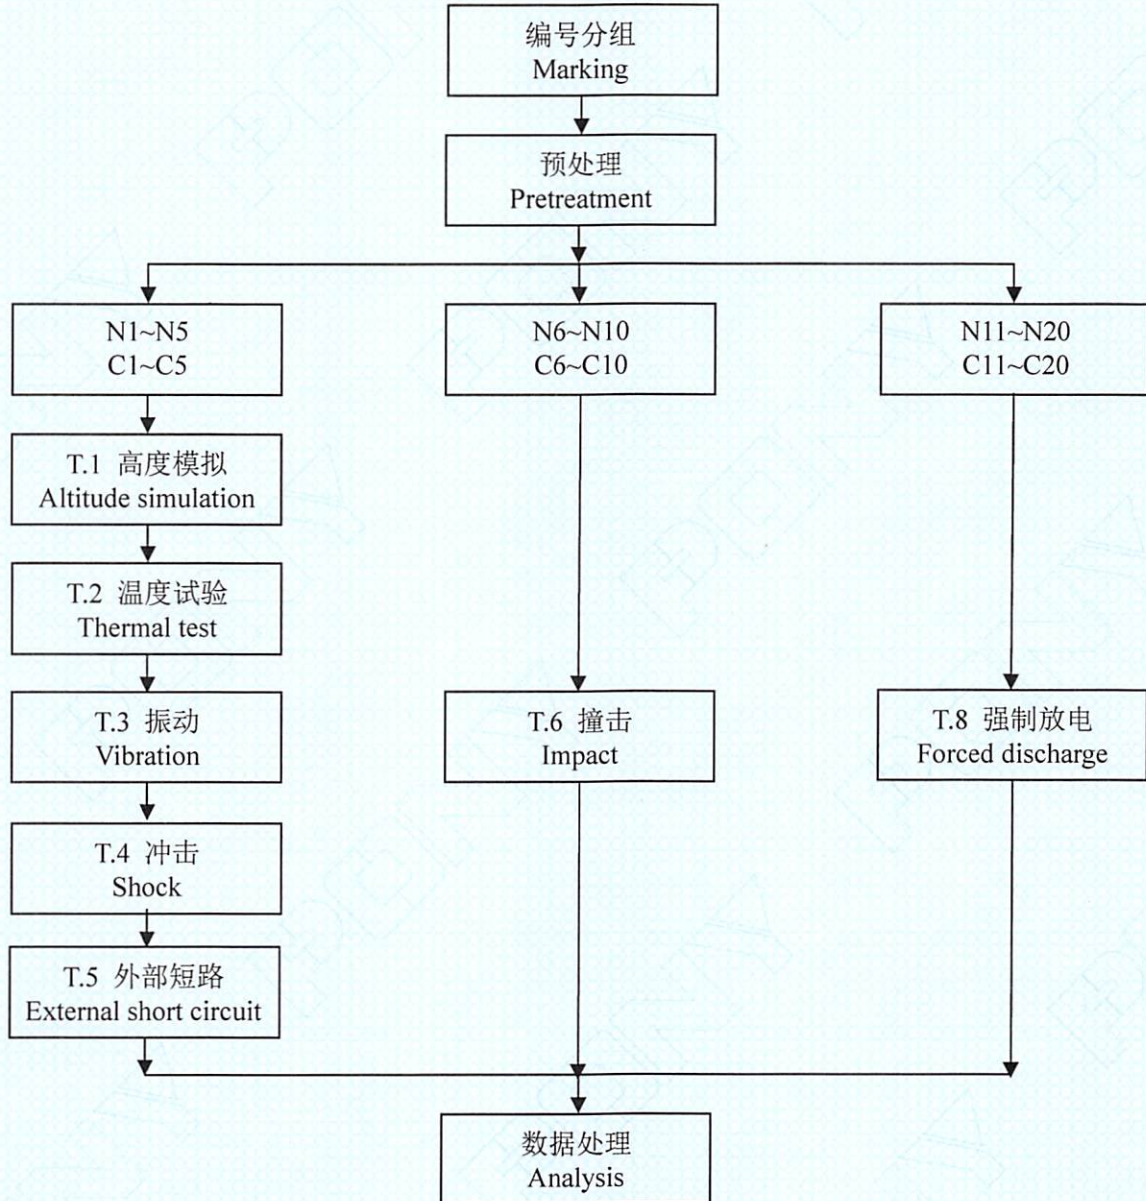 编号分组
Marking
预处理
Pretreatment
N1~N5
C1~C5
N6~N10
C6~C10
N11~N20
C11~C20
T.1 高度模拟
Altitude simulation
T.2 温度试验
Thermal test
T.3 振动
Vibration
T.6 撞击
Impact
T.8 强制放电
Forced discharge
T.4 冲击
Shock
T.5 外部短路
External short circuit
数据处理
Analysis